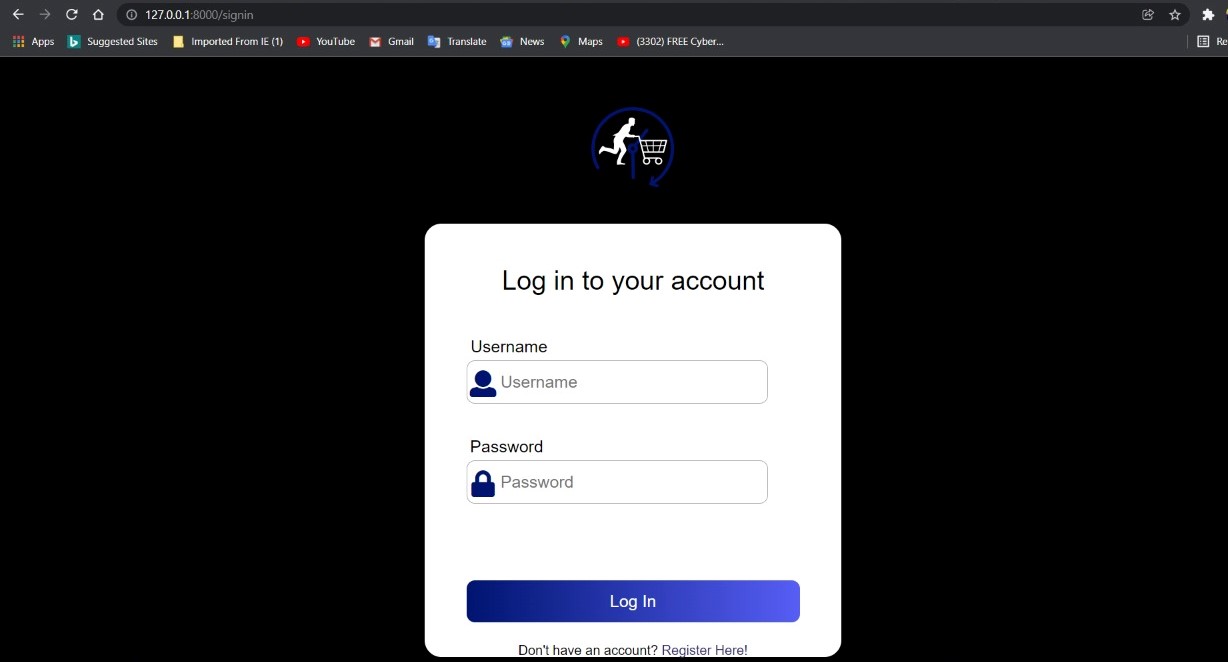 127.0.0.1:8000/signin
Apps Suggested Sites Imported From IE (1) YouTube Gmail Translate News Maps (3302) FREE Cyber...
Log in to your account
Username
Username
Password
Password
Log In
Don't have an account? Register Here!